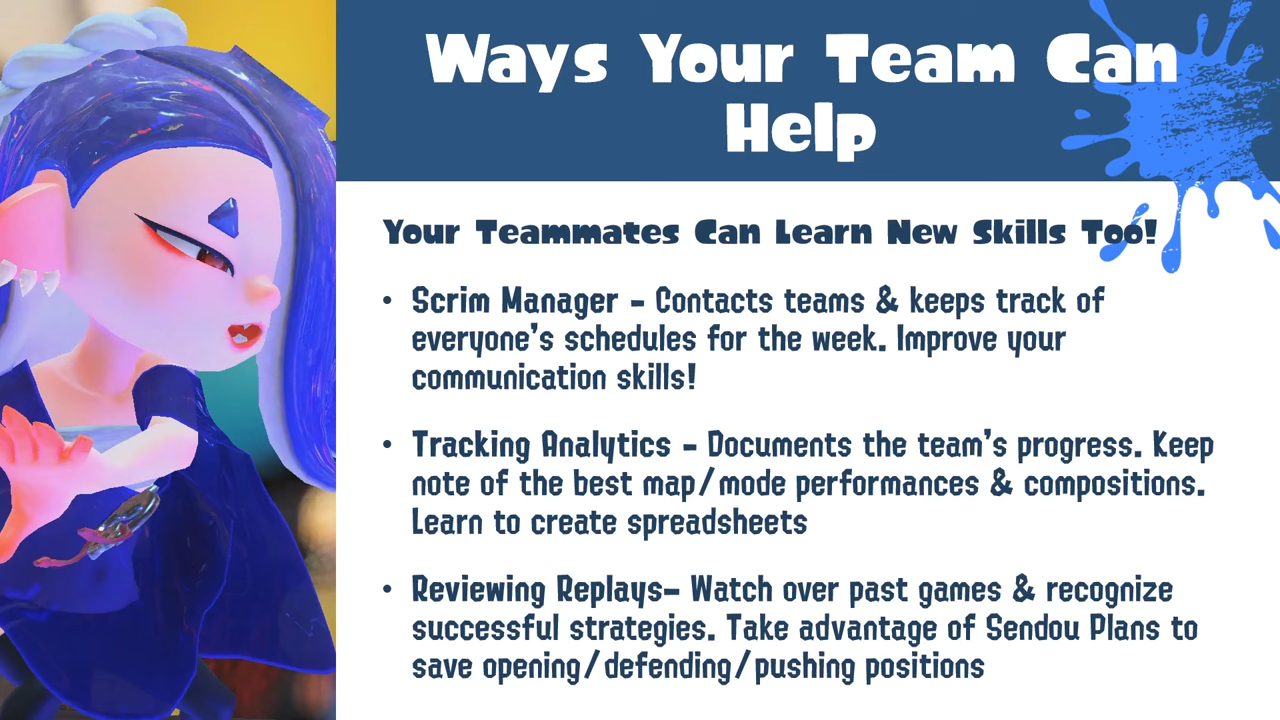 Ways Your Team Can
Help
Your Teammates Can Learn New Skills Too!
• Scrim Manager - Contacts teams & keeps track of
everyone's schedules for the week. Improve your
communication skills!
• Tracking Analytics - Documents the team's progress. Keep
note of the best map/mode performances & compositions.
Learn to create spreadsheets
• Reviewing Replays- Watch over past games & recognize
successful strategies. Take advantage of Sendou Plans to
save opening/defending/pushing positions